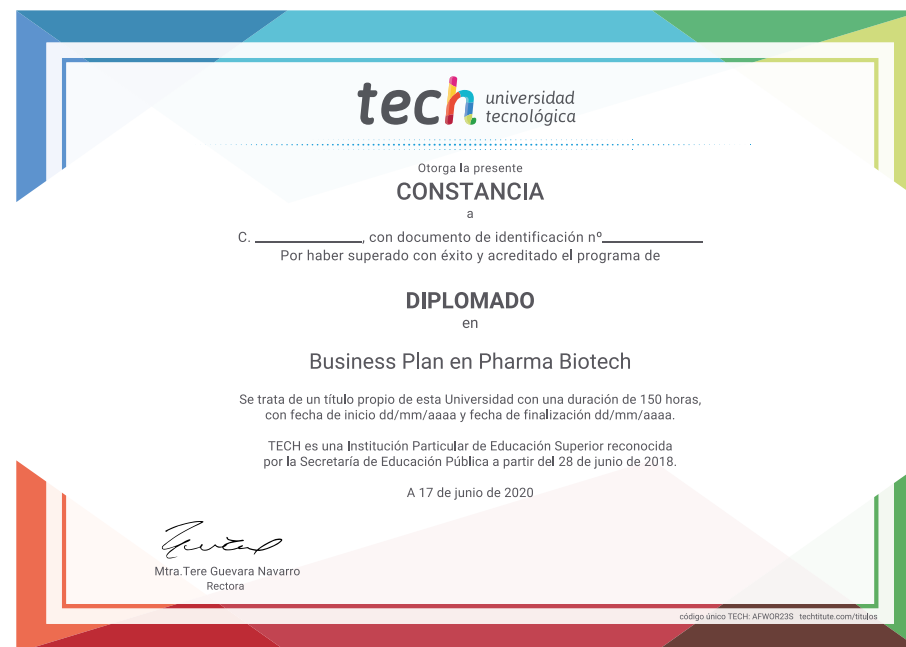 tech universidad
tecnológica
Otorga la presente
CONSTANCIA
a
C. ____________, con documento de identificación nº____________
Por haber superado con éxito y acreditado el programa de
DIPLOMADO
en
Business Plan en Pharma Biotech
Se trata de un título propio de esta Universidad con una duración de 150 horas,
con fecha de inicio dd/mm/aaaa y fecha de finalización dd/mm/aaaa.
TECH es una Institución Particular de Educación Superior reconocida
por la Secretaría de Educación Pública a partir del 28 de junio de 2018.
A 17 de junio de 2020
Mtra.Tere Guevara Navarro
Rectora
código único TECH: AFWOR23S techtitute.com/titulos